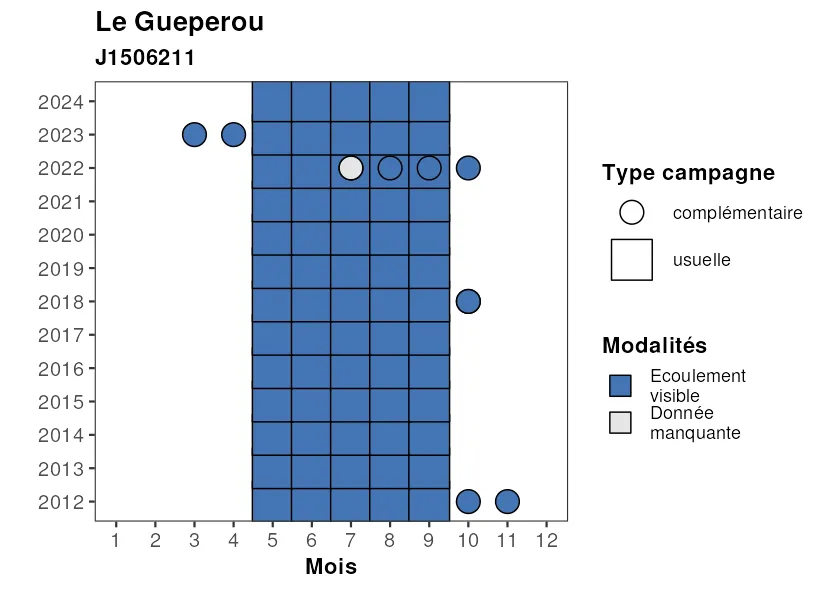 Le Gueperou
J1506211
2024
2023
2022
2021
2020
2019
2018
2017
2016
2015
2014
2013
2012
1 2 3 4 5 6 7 8 9 10 11 12
Mois
Type campagne
complémentaire
usuelle
Modalités
Ecoulement
visible
Donnée
manquante